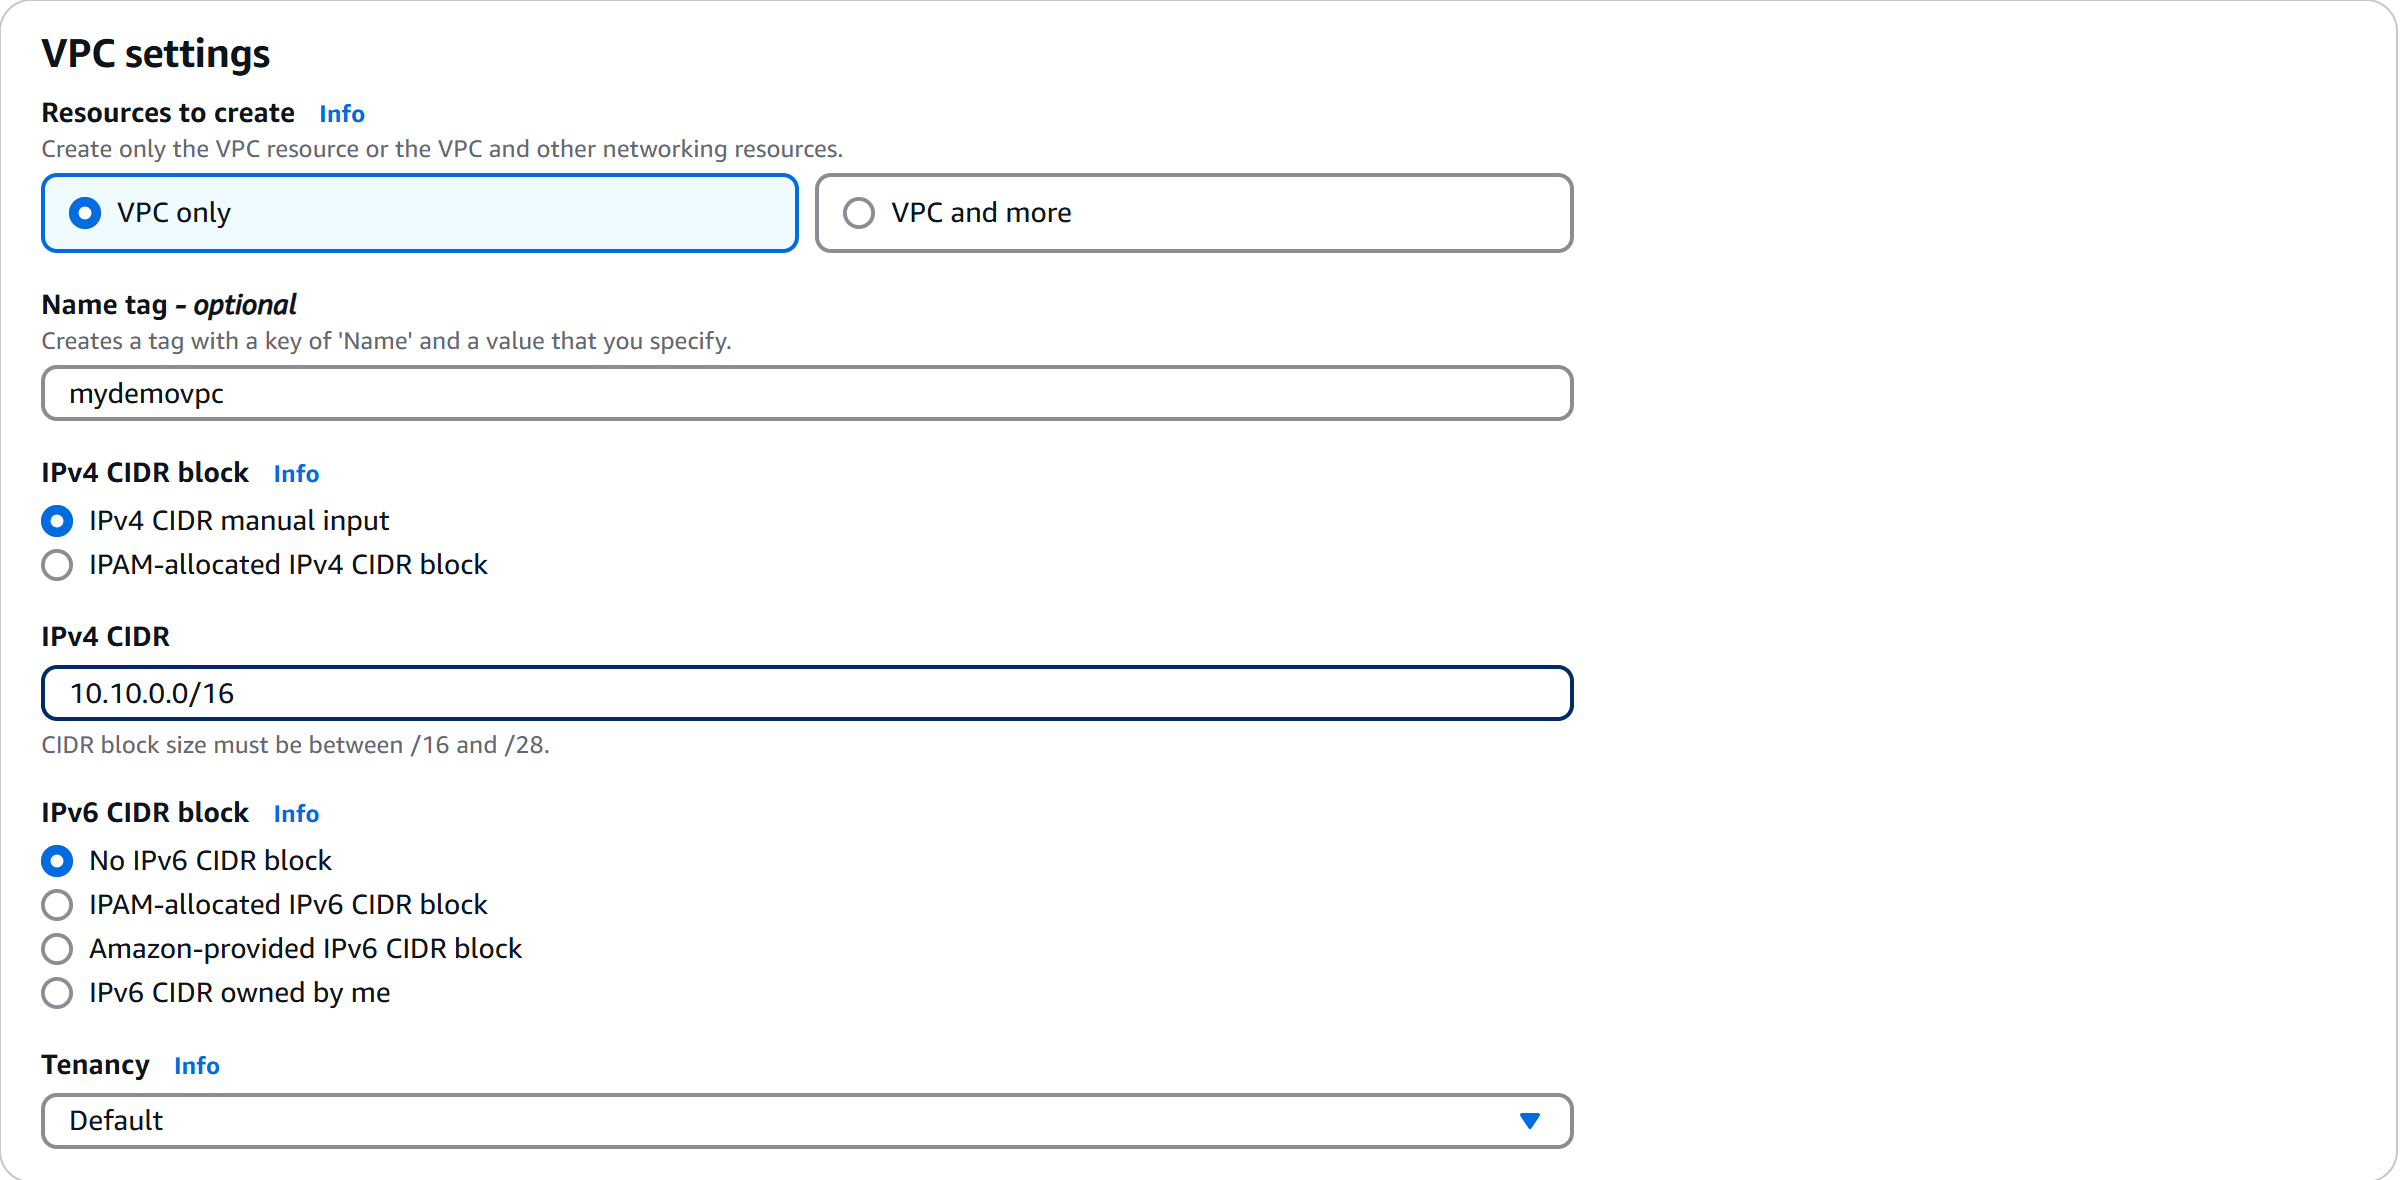 VPC settings
Resources to create Info
Create only the VPC resource or the VPC and other networking resources.
VPC only VPC and more
Name tag - optional
Creates a tag with a key of 'Name' and a value that you specify.
mydemovpc
IPv4 CIDR block Info
IPv4 CIDR manual input
IPAM-allocated IPv4 CIDR block
IPv4 CIDR
10.10.0.0/16
CIDR block size must be between /16 and /28.
IPv6 CIDR block Info
No IPv6 CIDR block
IPAM-allocated IPv6 CIDR block
Amazon-provided IPv6 CIDR block
IPv6 CIDR owned by me
Tenancy Info
Default